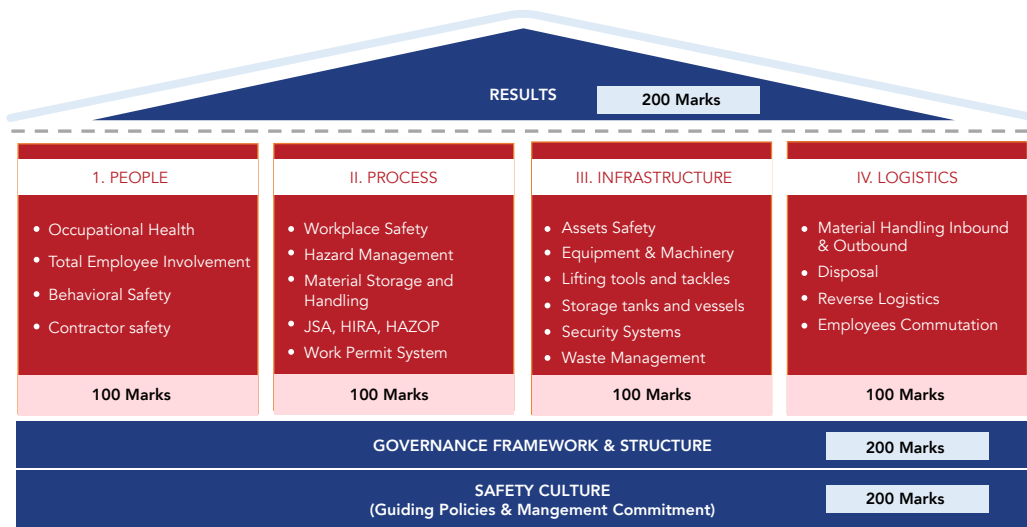 RESULTS
200 Marks
1. PEOPLE
• Occupational Health
• Total Employee Involvement
• Behavioral Safety
• Contractor safety
100 Marks
II. PROCESS
• Workplace Safety
• Hazard Management
• Material Storage and
Handling
• JSA, HIRA, HAZOP
• Work Permit System
100 Marks
III. INFRASTRUCTURE
• Assets Safety
• Equipment & Machinery
• Lifting tools and tackles
• Storage tanks and vessels
• Security Systems
• Waste Management
100 Marks
IV. LOGISTICS
• Material Handling Inbound
& Outbound
• Disposal
• Reverse Logistics
• Employees Commutation
100 Marks
GOVERNANCE FRAMEWORK & STRUCTURE
200 Marks
SAFETY CULTURE
(Guiding Policies & Mangement Commitment)
200 Marks